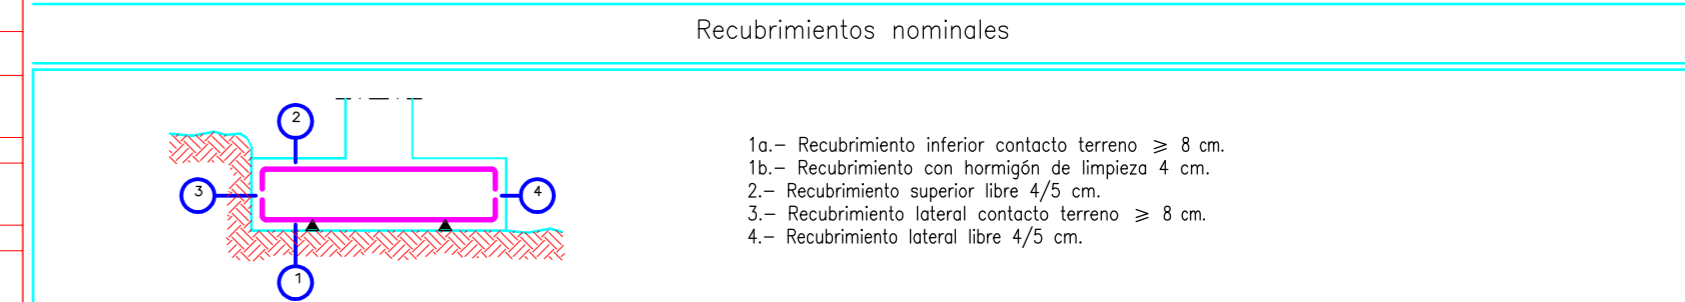 Recubrimientos nominales
2
3
4
1
1a.- Recubrimiento inferior contacto terreno ⩾ 8 cm.
1b.- Recubrimiento con hormigón de limpieza 4 cm.
2.- Recubrimiento superior libre 4/5 cm.
3.- Recubrimiento lateral contacto terreno ⩾ 8 cm.
4.- Recubrimiento lateral libre 4/5 cm.